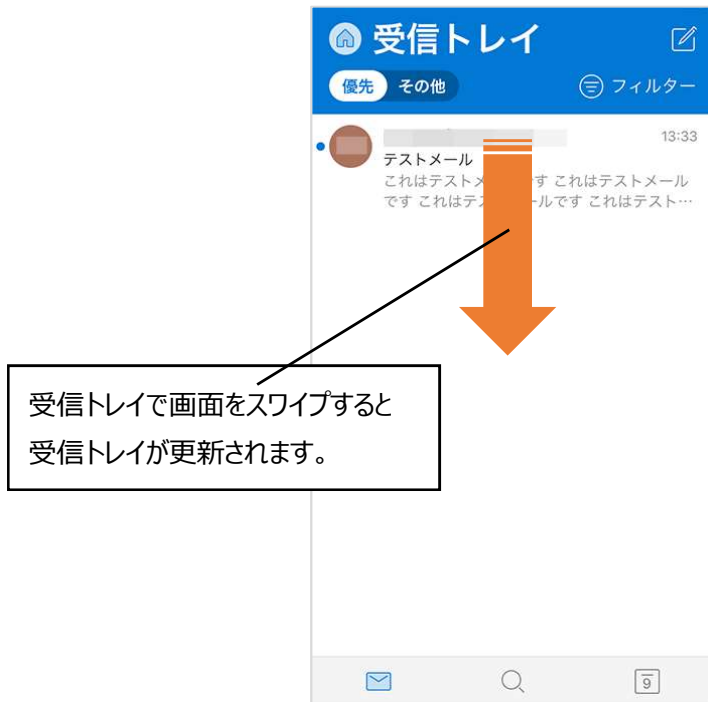 受信トレイ
優先 その他 フィルター
13:33
テストメール
これはテストメ す これはテストメール
です これはテ ールです これはテスト…
受信トレイで画面をスワイプすると
受信トレイが更新されます。
9